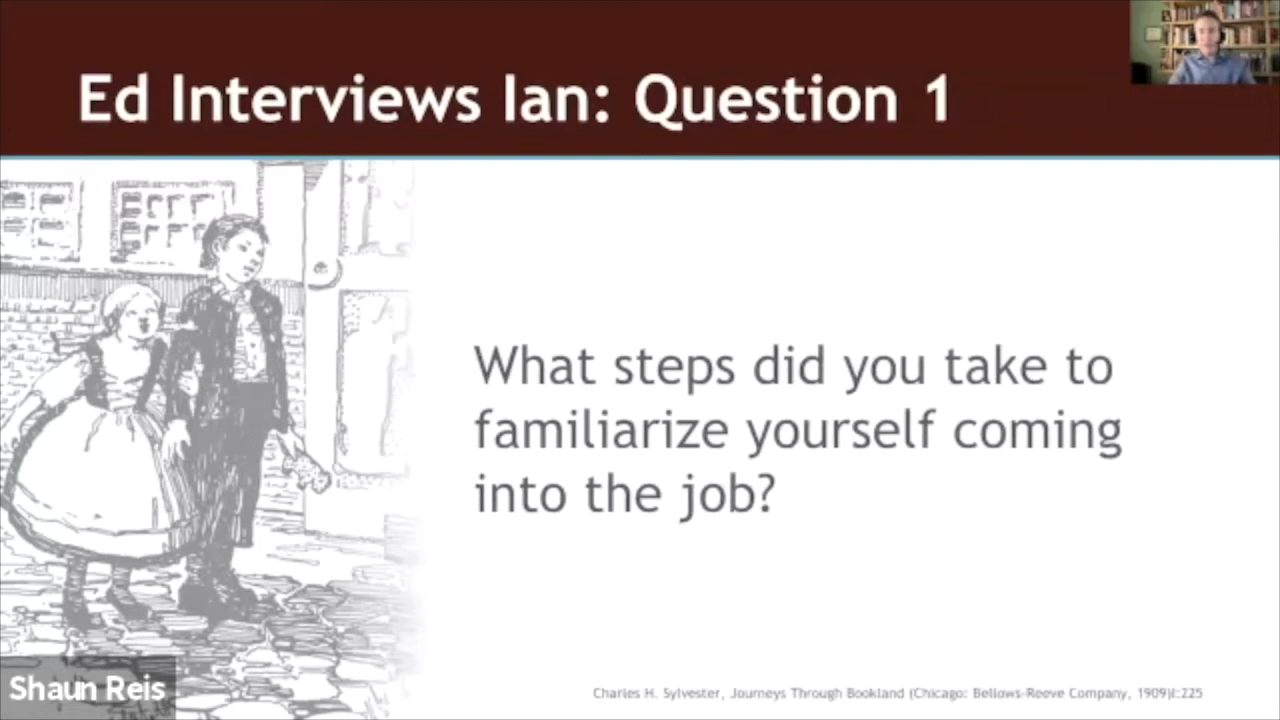 Ed Interviews Ian: Question 1
What steps did you take to
familiarize yourself coming
into the job?
Shaun Reis
Charles H. Sylvester, Journeys Through Bookland (Chicago: Bellows-Reeve Company, 1909)I:225